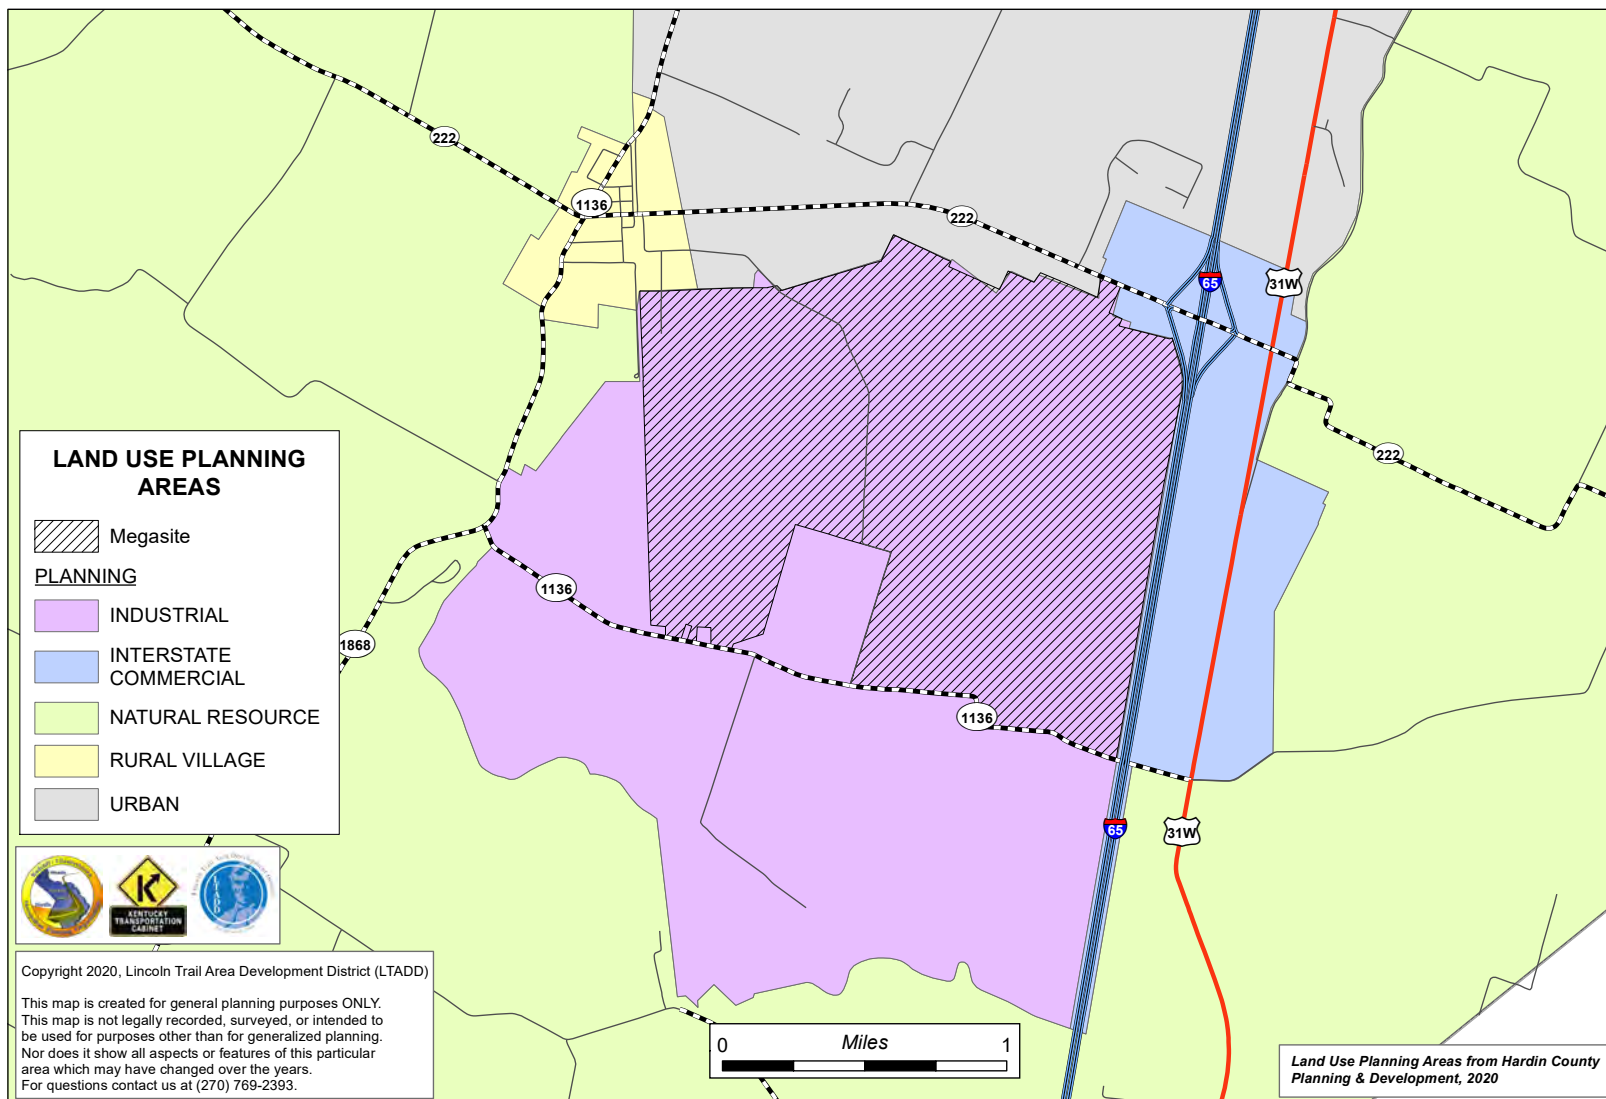 222
1136
222
65
31W
222
LAND USE PLANNING
AREAS
Megasite
PLANNING
INDUSTRIAL
INTERSTATE
COMMERCIAL
NATURAL RESOURCE
RURAL VILLAGE
URBAN
1136
1868
1136
65
31W
KENTUCKY
TRANSPORTATION
CABINET
LTADD
Copyright 2020, Lincoln Trail Area Development District (LTADD)
This map is created for general planning purposes ONLY.
This map is not legally recorded, surveyed, or intended to
be used for purposes other than for generalized planning.
Nor does it show all aspects or features of this particular
area which may have changed over the years.
For questions contact us at (270) 769-2393.
0 Miles 1
Land Use Planning Areas from Hardin County
Planning & Development, 2020